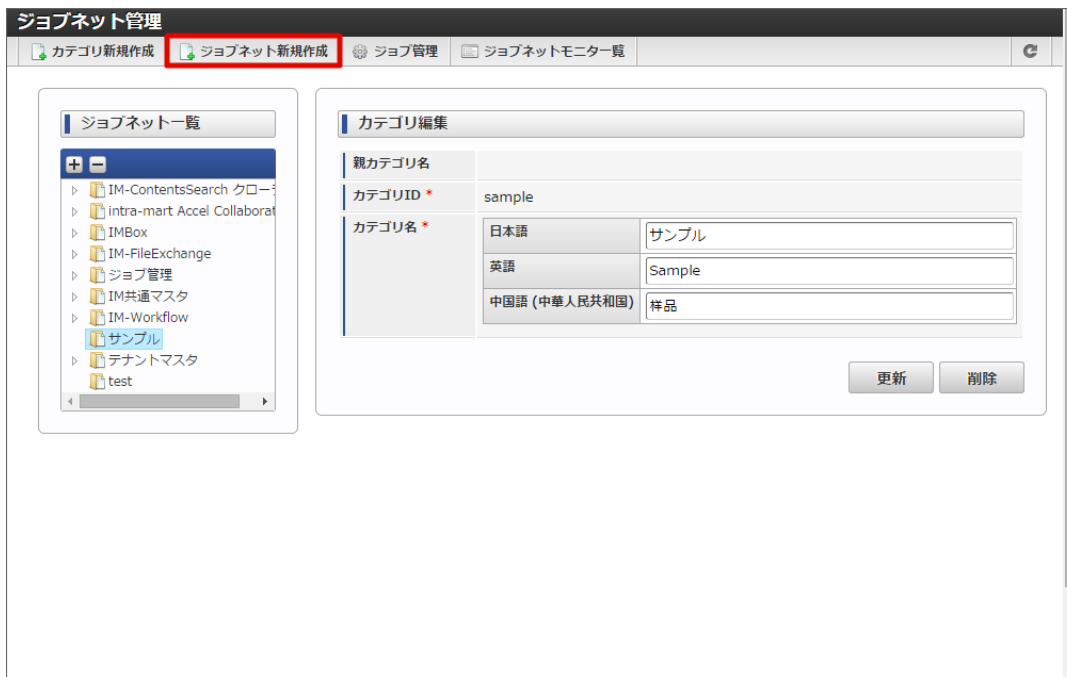 ジョブネット管理
カテゴリ新規作成 ジョブネット新規作成 ジョブ管理 ジョブネットモニター覧
ジョブネット一覧
IM-ContentsSearch クロー
intra-mart Accel Collaborat
IMBox
IM-FileExchange
ジョブ管理
IM共通マスタ
IM-Workflow
サンプル
テナントマスタ
test
カテゴリ編集
親カテゴリ名
カテゴリID * sample
カテゴリ名 *
日本語 サンプル
英語 Sample
中国語 (中華人民共和国) 样品
更新 削除